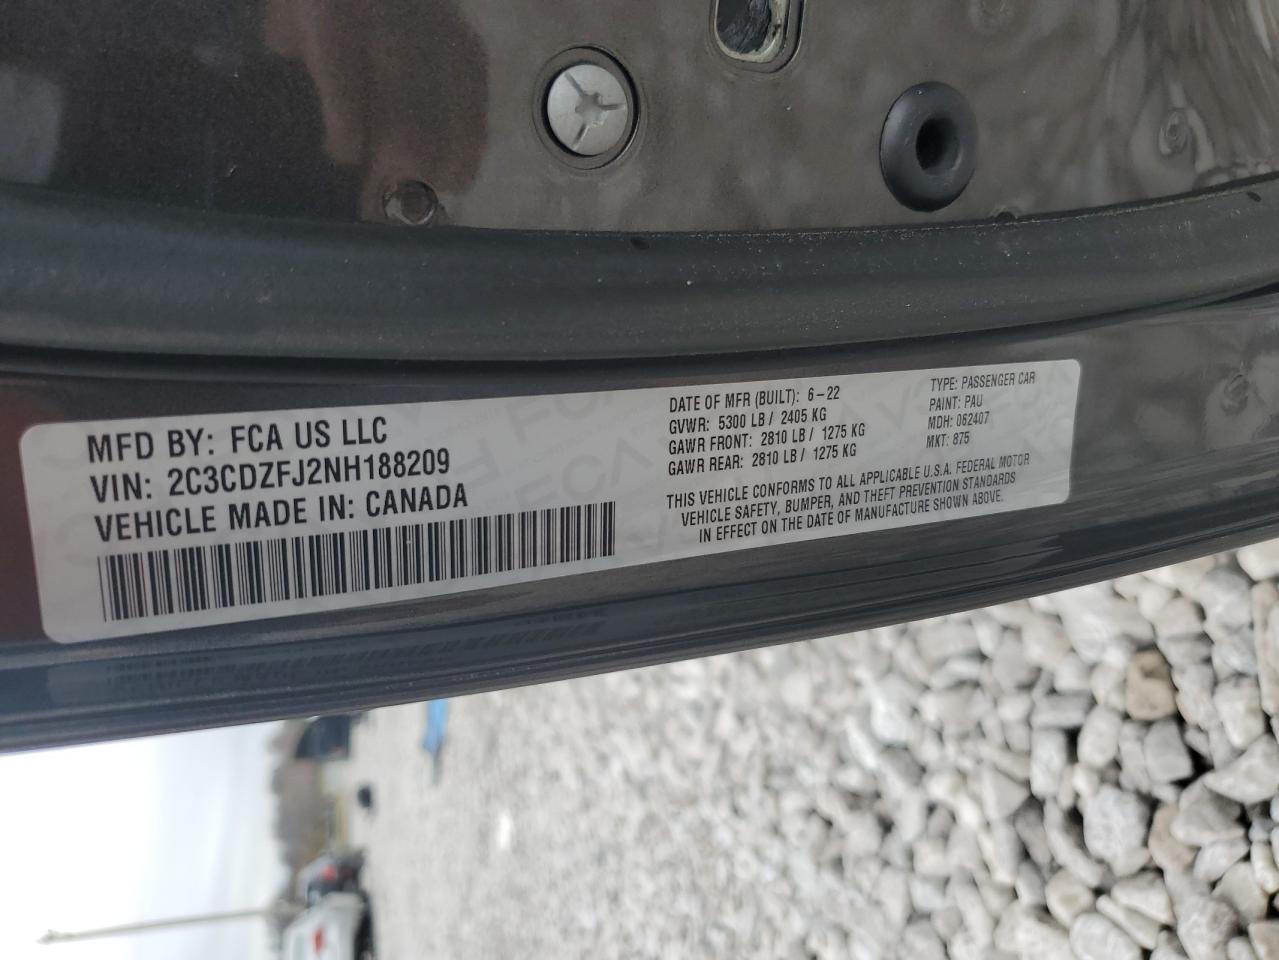 MFD BY: FCA US LLC
VIN: 2C3CDZFJ2NH188209
VEHICLE MADE IN: CANADA
DATE OF MFR (BUILT): 6-22
GVWR: 5300 LB / 2405 KG
GAWR FRONT: 2810 LB / 1275 KG
GAWR REAR: 2810 LB / 1275 KG
TYPE: PASSENGER CAR
PAINT: PAU
MDH: 062407
MKT: 875
THIS VEHICLE CONFORMS TO ALL APPLICABLE U.S.A. FEDERAL MOTOR
VEHICLE SAFETY, BUMPER, AND THEFT PREVENTION STANDARDS
IN EFFECT ON THE DATE OF MANUFACTURE SHOWN ABOVE.